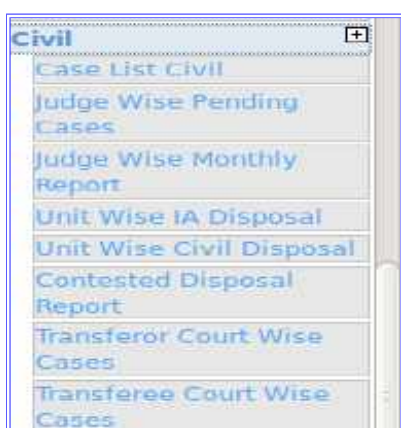 Civil
Case List Civil
Judge Wise Pending
Cases
Judge Wise Monthly
Report
Unit Wise IA Disposal
Unit Wise Civil Disposal
Contested Disposal
Report
Transferor Court Wise
Cases
Transferee Court Wise
Cases